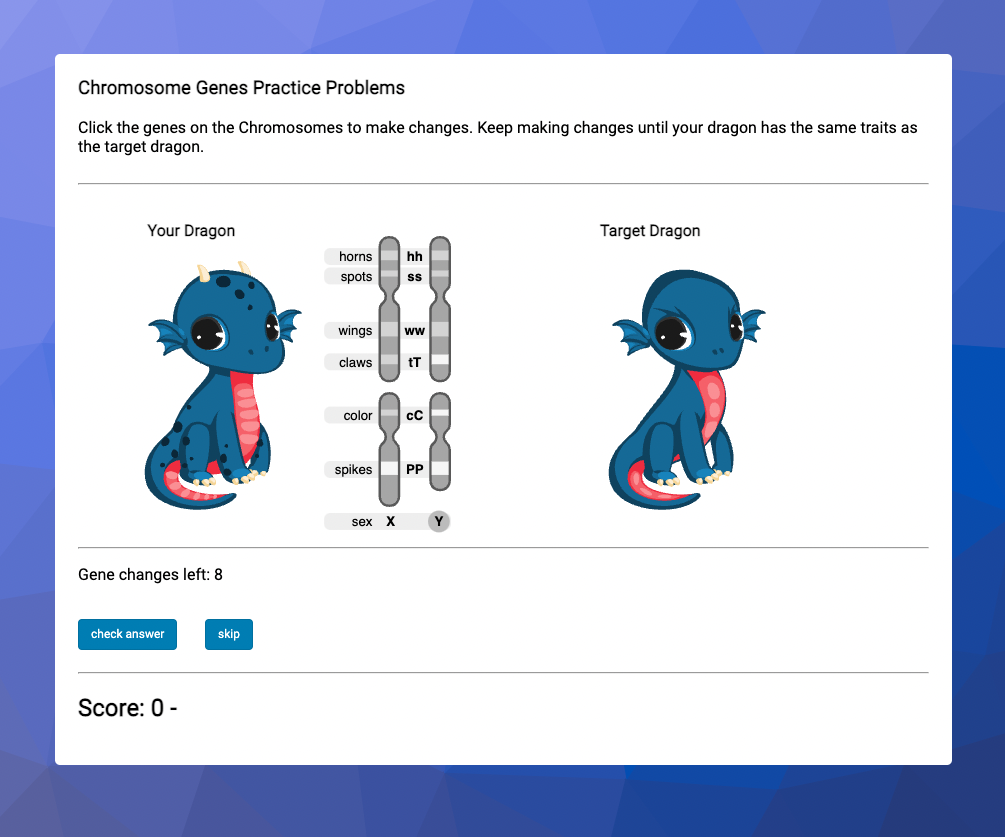 Chromosome Genes Practice Problems
Click the genes on the Chromosomes to make changes. Keep making changes until your dragon has the same traits as
the target dragon.
Your Dragon
Target Dragon
horns hh
spots ss
wings ww
claws tT
color cC
spikes PP
sex X Y
Gene changes left: 8
check answer skip
Score: 0 -